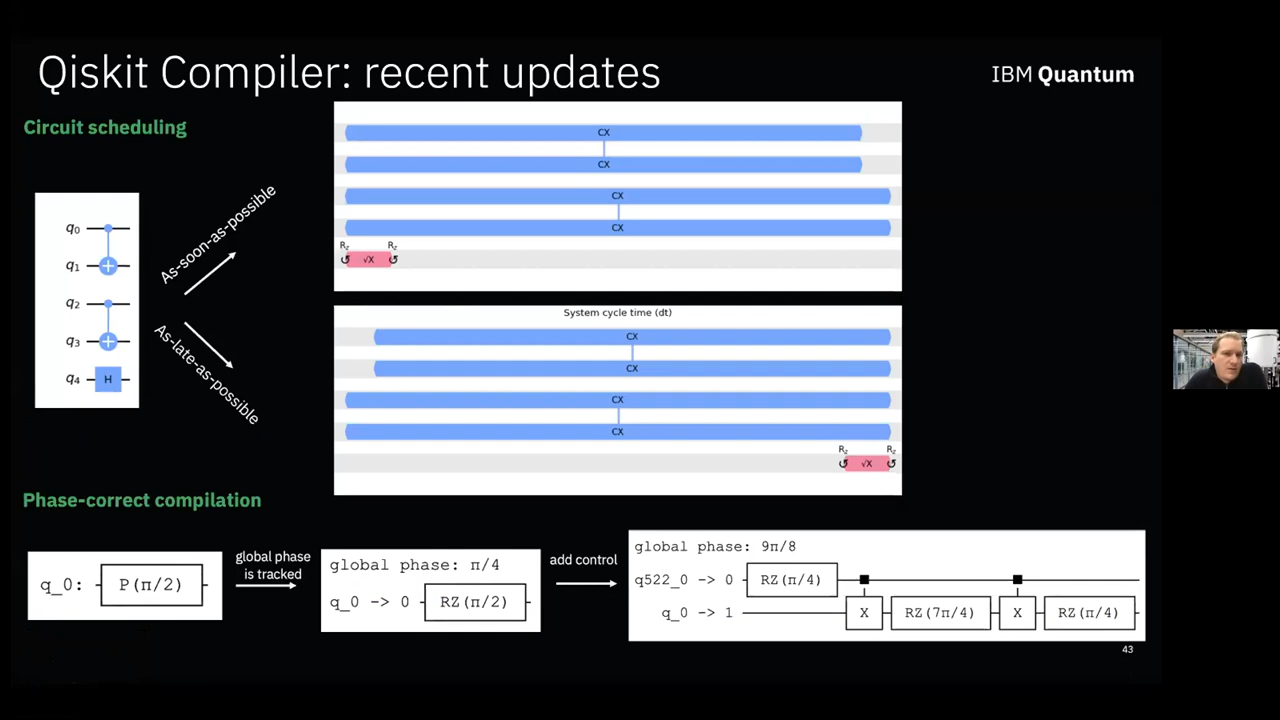 Qiskit Compiler: recent updates
IBM Quantum
Circuit scheduling
q0
q1
q2
q3
q4
H
As-soon-as-possible
As-late-as-possible
CX
CX
Rz Rz
√X
System cycle time (dt)
CX
CX
CX
CX
Rz Rz
√X
Phase-correct compilation
q_0: P(π/2)
global phase
is tracked
global phase: π/4
q_0 -> 0 RZ(π/2)
add control
global phase: 9π/8
q522_0 -> 0 RZ(π/4)
q_0 -> 1 X RZ(7π/4) X RZ(π/4)
43